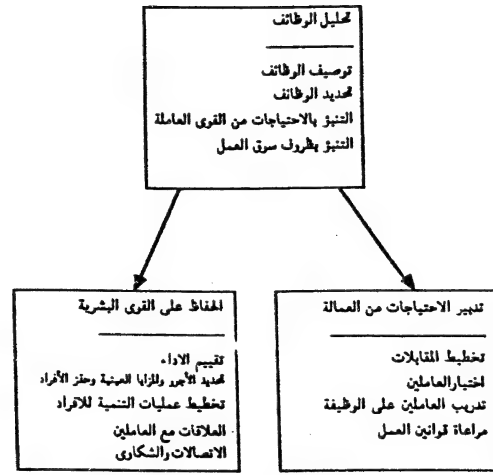 تحليل الوظائف
توصيف الوظائف
تحديد الوظائف
التنبؤ بالاحتياجات من القوى العاملة
التنبؤ بظروف سوق العمل
تدبير الاحتياجات من العمالة
تخطيط المقابلات
اختيار العاملين
تدريب العاملين على الوظيفة
مراعاة قوانين العمل
الحفاظ على القوى البشرية
تقييم الاداء
تحديد الأجور والمزايا العينية وحفز الأفراد
تخطيط عمليات التنمية للافراد
العلاقات مع العاملين
الاتصالات والشكاوى